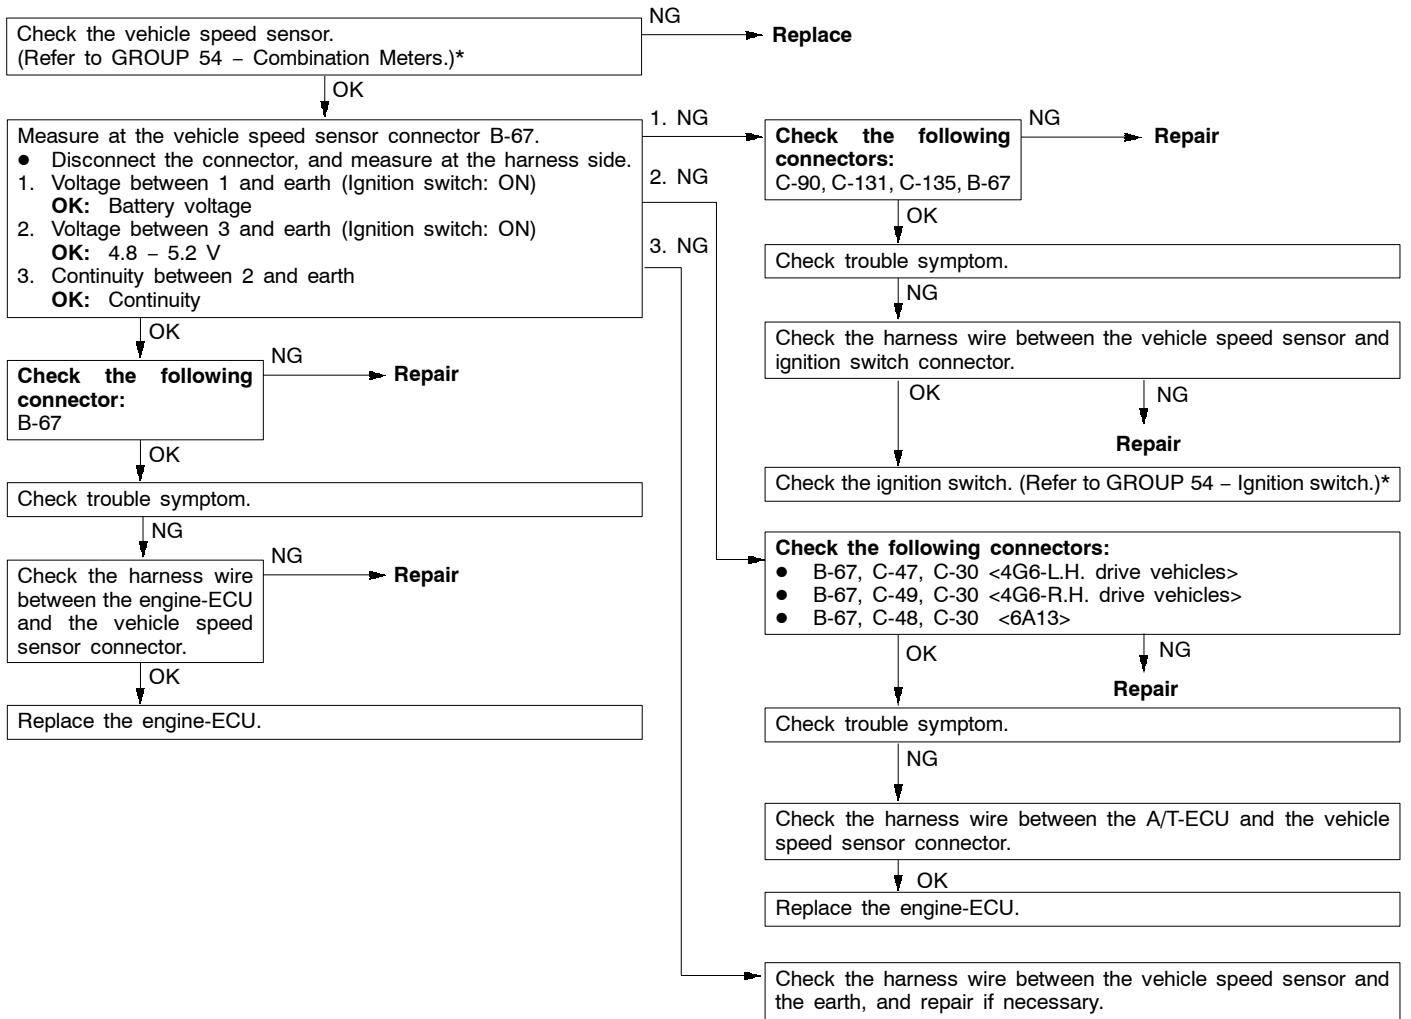 Check the vehicle speed sensor.
(Refer to GROUP 54 – Combination Meters.)*
NG
Replace
OK
Measure at the vehicle speed sensor connector B-67.
● Disconnect the connector, and measure at the harness side.
1. Voltage between 1 and earth (Ignition switch: ON)
OK: Battery voltage
2. Voltage between 3 and earth (Ignition switch: ON)
OK: 4.8 – 5.2 V
3. Continuity between 2 and earth
OK: Continuity
1. NG
2. NG
3. NG
OK
Check the following
connector:
B-67
NG
Repair
OK
Check trouble symptom.
NG
Check the harness wire
between the engine-ECU
and the vehicle speed
sensor connector.
NG
Repair
OK
Replace the engine-ECU.
Check the following
connectors:
C-90, C-131, C-135, B-67
NG
Repair
OK
Check trouble symptom.
NG
Check the harness wire between the vehicle speed sensor and
ignition switch connector.
OK
NG
Repair
Check the ignition switch. (Refer to GROUP 54 – Ignition switch.)*
Check the following connectors:
● B-67, C-47, C-30 <4G6-L.H. drive vehicles>
● B-67, C-49, C-30 <4G6-R.H. drive vehicles>
● B-67, C-48, C-30 <6A13>
OK
NG
Repair
Check trouble symptom.
NG
Check the harness wire between the A/T-ECU and the vehicle
speed sensor connector.
OK
Replace the engine-ECU.
Check the harness wire between the vehicle speed sensor and
the earth, and repair if necessary.